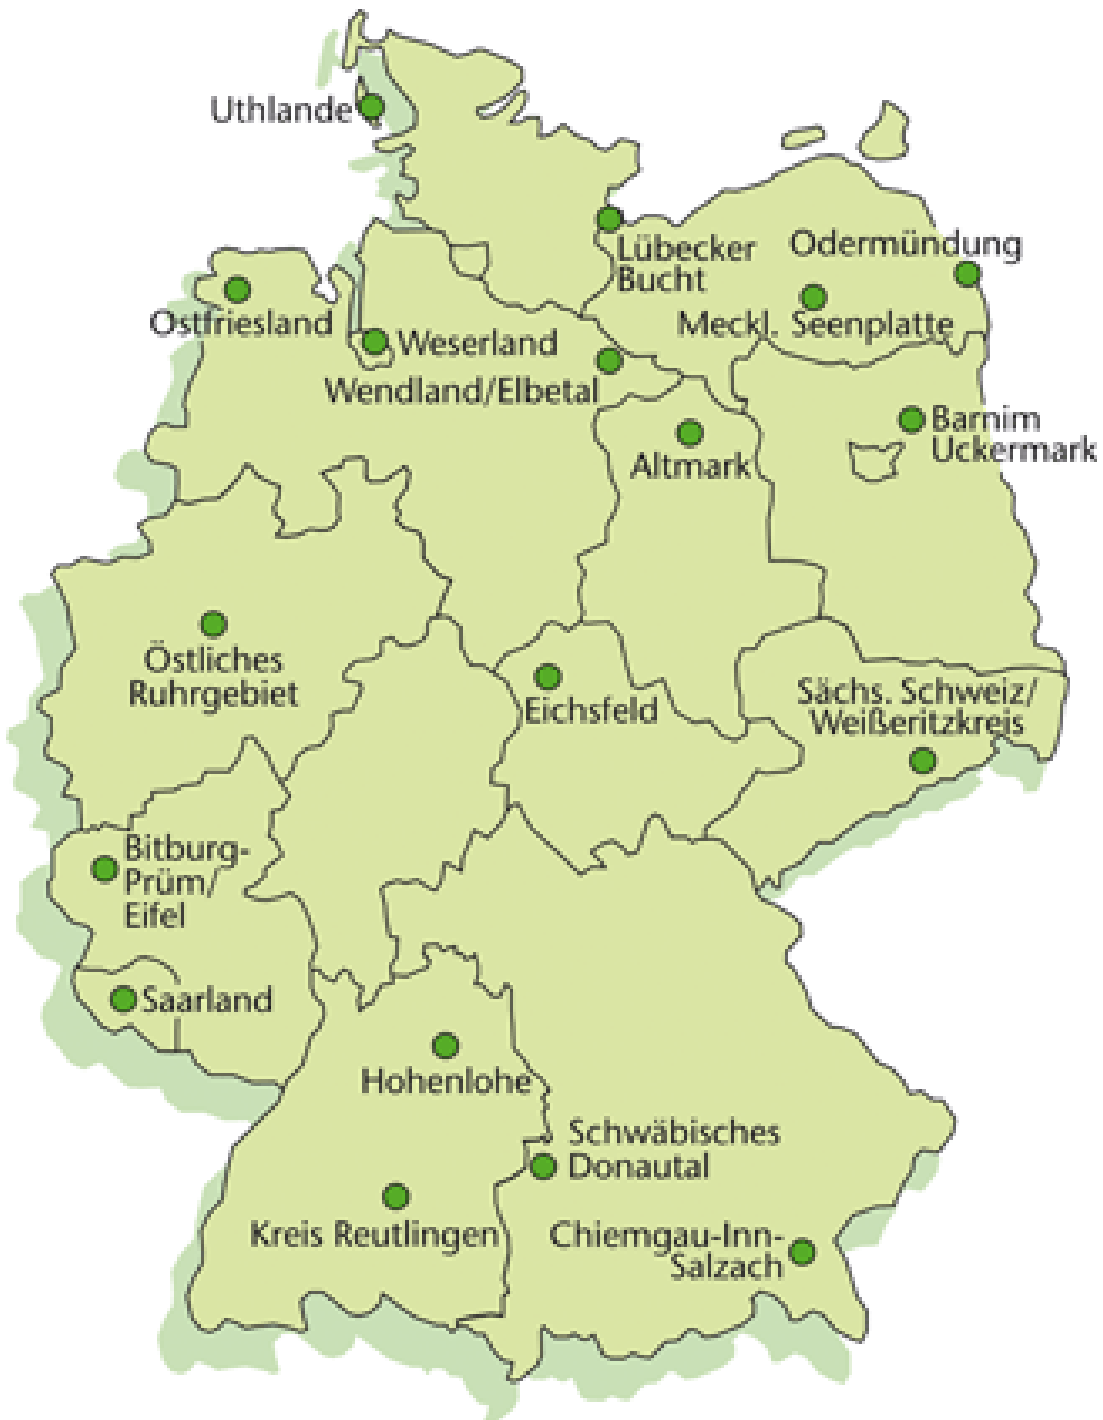 Uthlande
Lübecker
Bucht
Odermündung
Ostfriesland
Meckl. Seenplatte
Weserland
Wendland/Elbetal
Barnim
Uckermark
Altmark
Östliches
Ruhrgebiet
Eichsfeld
Sächs. Schweiz/
Weißeritzkreis
Bitburg-
Prüm/
Eifel
Saarland
Hohenlohe
Schwäbisches
Donautal
Kreis Reutlingen
Chiemgau-Inn-
Salzach